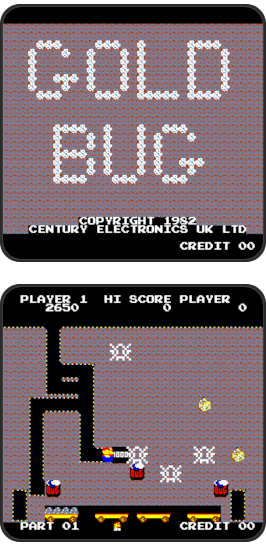 GOLD
BUG
COPYRIGHT 1982
CENTURY ELECTRONICS UK LTD
CREDIT 00
PLAYER 1 HI SCORE PLAYER
2650 0 0
PART 01 CREDIT 00